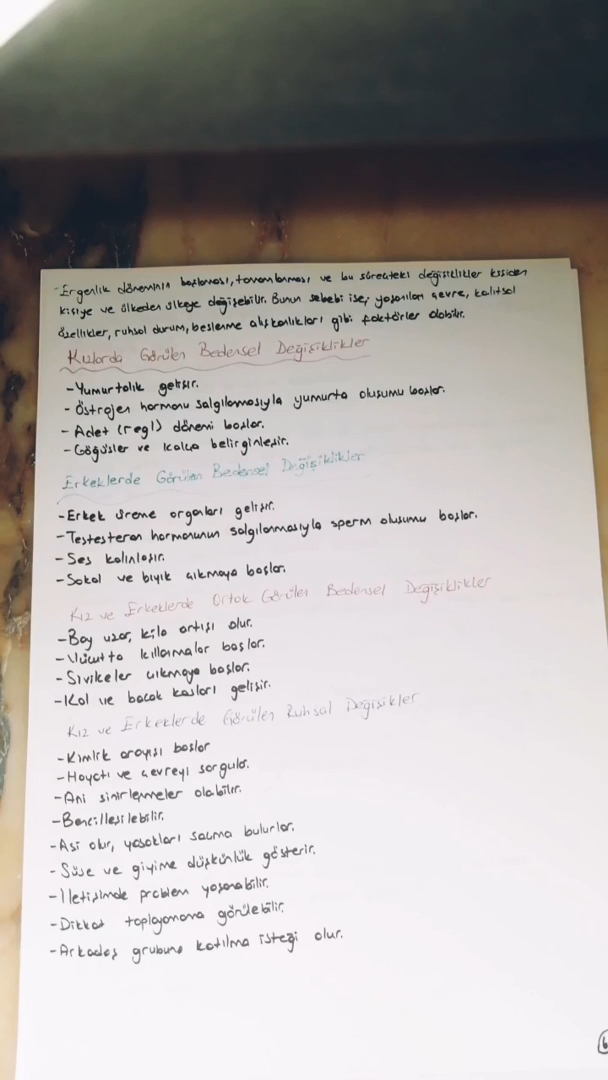 - Ergenlik döneminin başlaması, tamamlanması ve bu süreçteki değişiklikler kişiden
kişiye ve ülkeden ülkeye değişebilir. Bunun sebebi ise, yaşanılan çevre, kalıtsal
özellikler, ruhsal durum, beslenme alışkanlıkları gibi faktörler olabilir.
Kızlarda Görülen Bedensel Değişiklikler
- Yumurtalık gelişir.
- Östrojen hormonu salgılamasıyla yumurta oluşumu başlar.
- Adet (regl) dönemi başlar.
- Göğüsler ve kalça belirginleşir.
Erkeklerde Görülen Bedensel Değişiklikler
- Erkek üreme organları gelişir.
- Testesteron hormonunun salgılanmasıyla sperm oluşumu başlar.
- Ses kalınlaşır.
- Sakal ve bıyık çıkmaya başlar.
Kız ve Erkeklerde Ortak Görülen Bedensel Değişiklikler
- Boy uzar, kilo artışı olur.
- Vücutta kıllanmalar başlar.
- Sivilceler çıkmaya başlar.
- Kol ve bacak kasları gelişir.
Kız ve Erkeklerde Görülen Ruhsal Değişikler
- Kimlik arayışı başlar
- Hayatı ve çevreyi sorgular.
- Ani sinirlenmeler olabilir.
- Bencilleşilebilir.
- Asi olur, yasakları saçma bulurlar.
- Süse ve giyime düşkünlük gösterir.
- İletişimde problem yaşanabilir.
- Dikkat toplayamama görülebilir.
- Arkadaş grubuna katılma isteği olur.